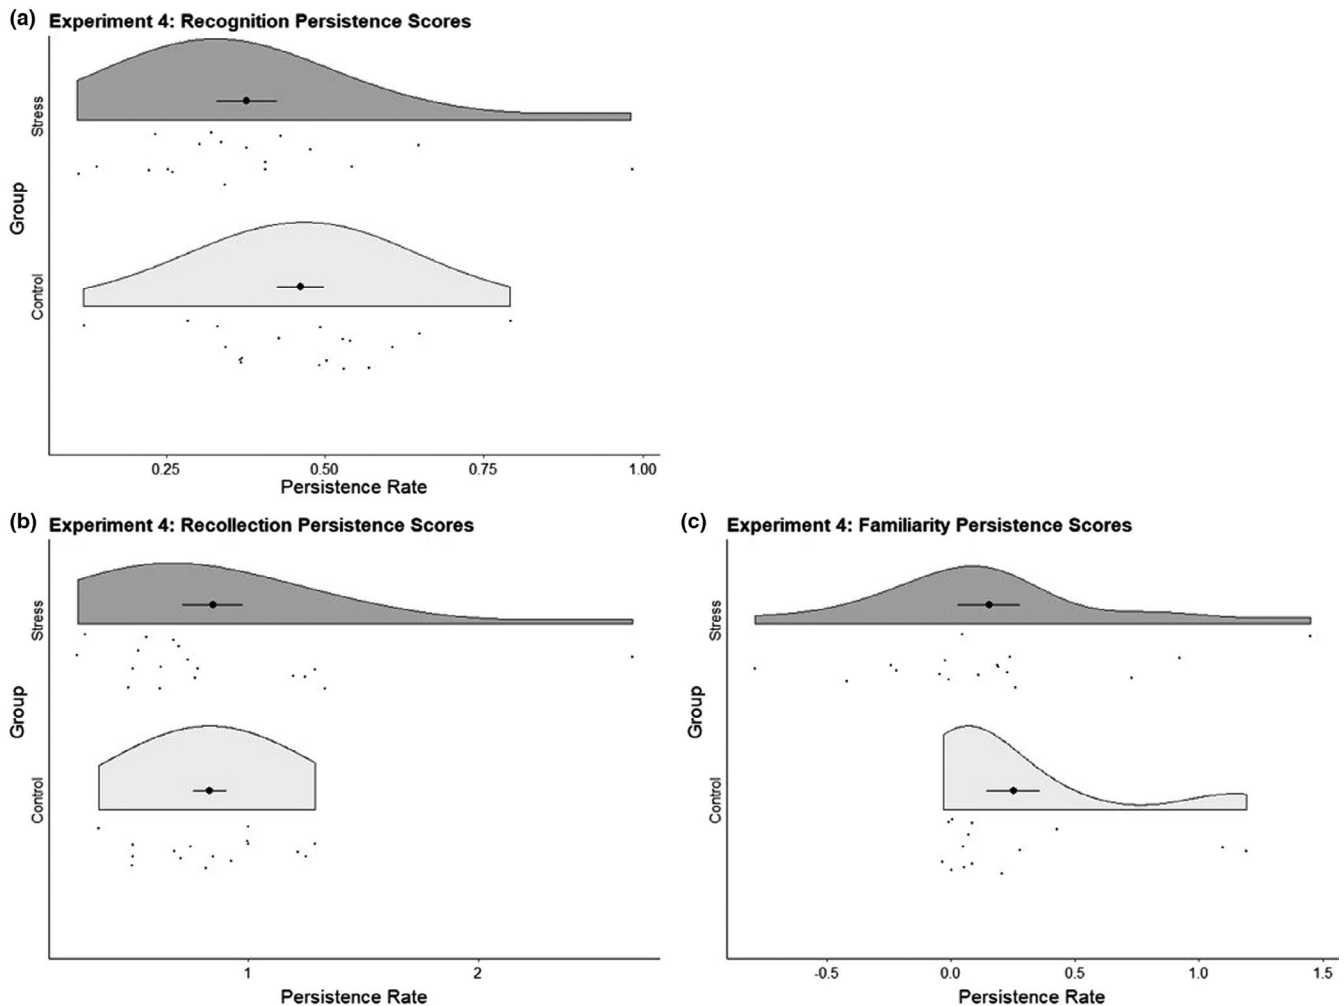 (a) Experiment 4: Recognition Persistence Scores
Stress
Group
Control
0.25 0.50 0.75 1.00
Persistence Rate
(b) Experiment 4: Recollection Persistence Scores
Stress
Group
Control
1 2
Persistence Rate
(c) Experiment 4: Familiarity Persistence Scores
Stress
Group
Control
-0.5 0.0 0.5 1.0 1.5
Persistence Rate